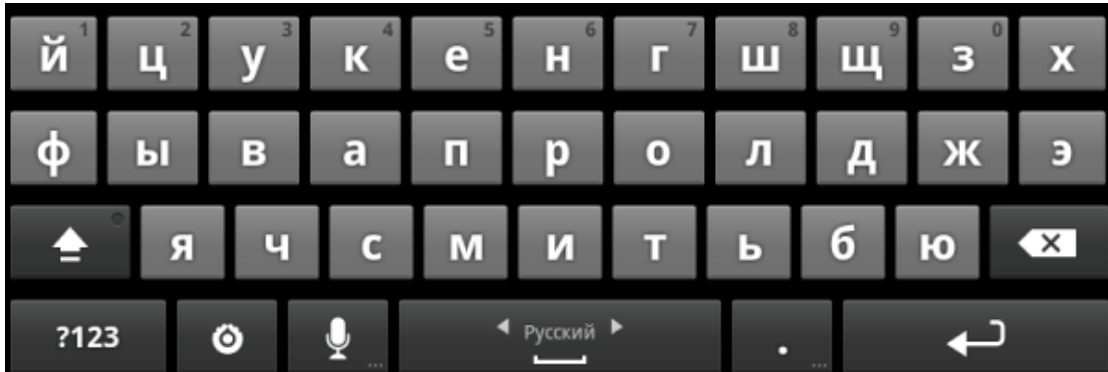 й 1 ц 2 у 3 к 4 е 5 н 6 г 7 ш 8 щ 9 з 0 х
ф ы в а п р о л д ж э
я ч с м и т ь б ю
?123 ... Русский . ...